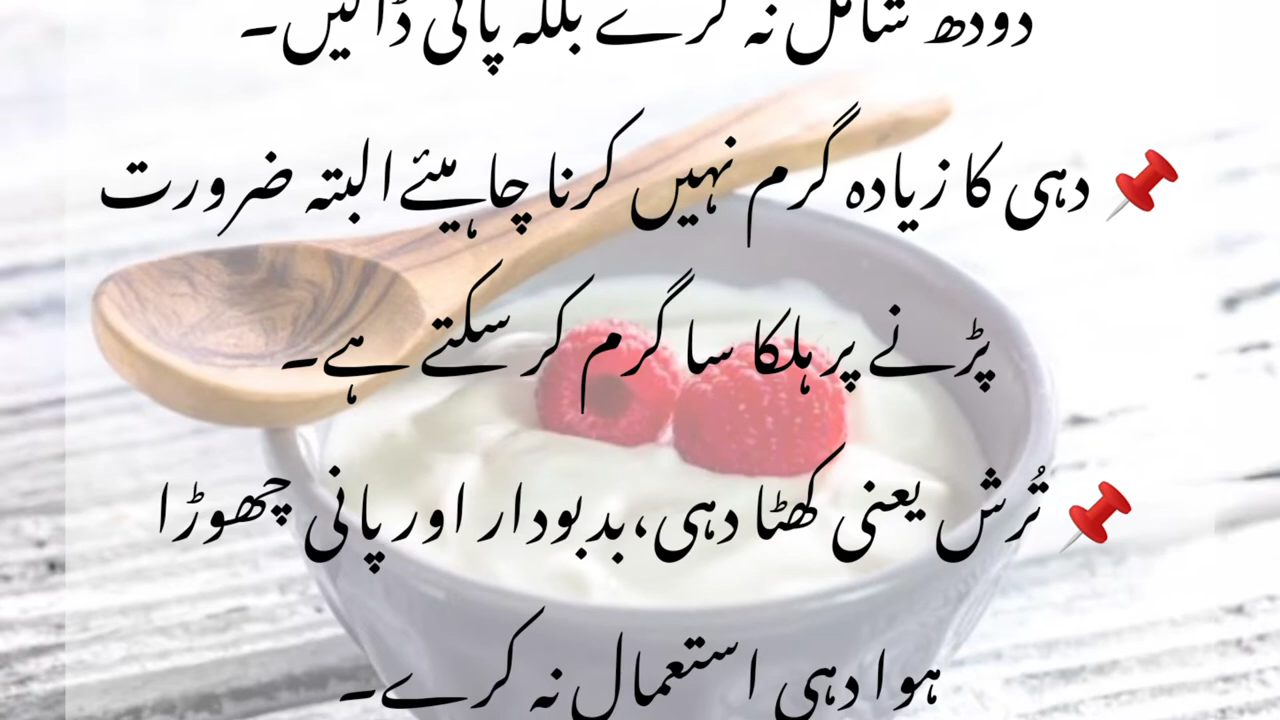 دودھ شامل نہ کرے بلکہ پانی ڈالیں۔
📌 دہی کا زیادہ گرم نہیں کرنا چاہیئے البتہ ضرورت
پڑنے پر ہلکا سا گرم کر سکتے ہے۔
📌 تُرش یعنی کھٹا دہی، بدبودار اور پانی چھوڑا
ہوا دہی استعمال نہ کرے۔